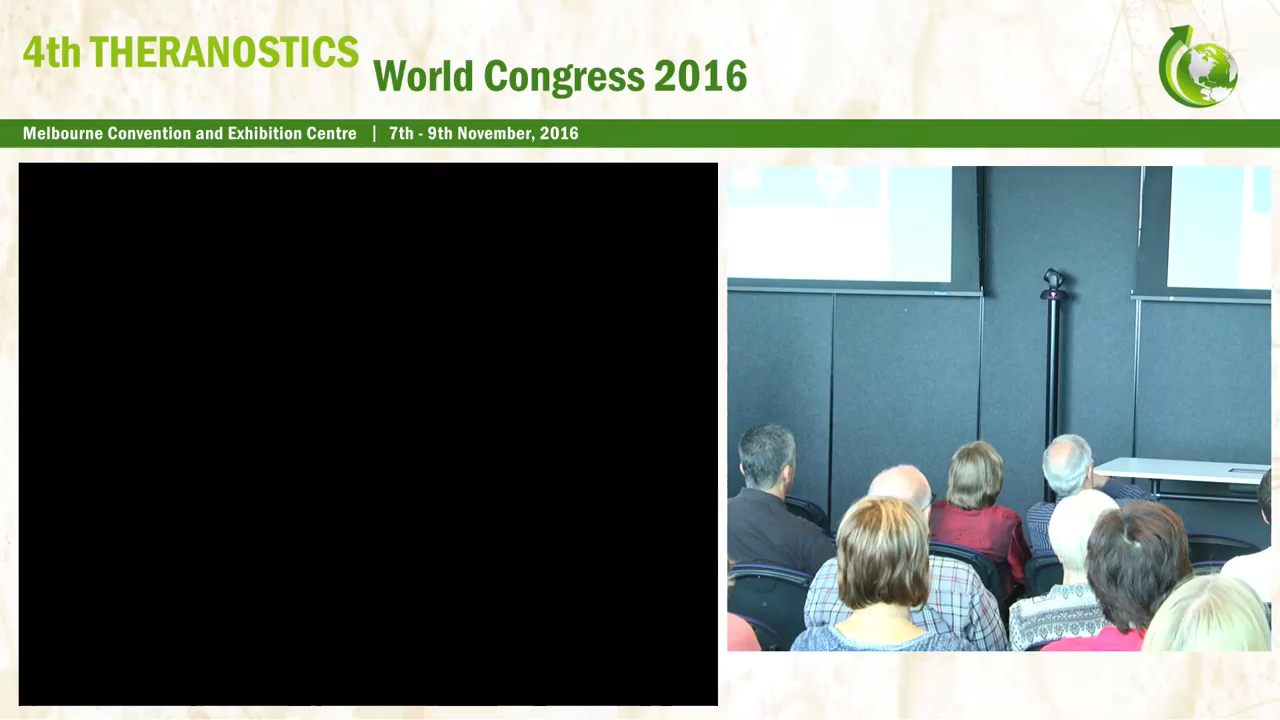 4th THERANOSTICS
World Congress 2016
Melbourne Convention and Exhibition Centre | 7th - 9th November, 2016